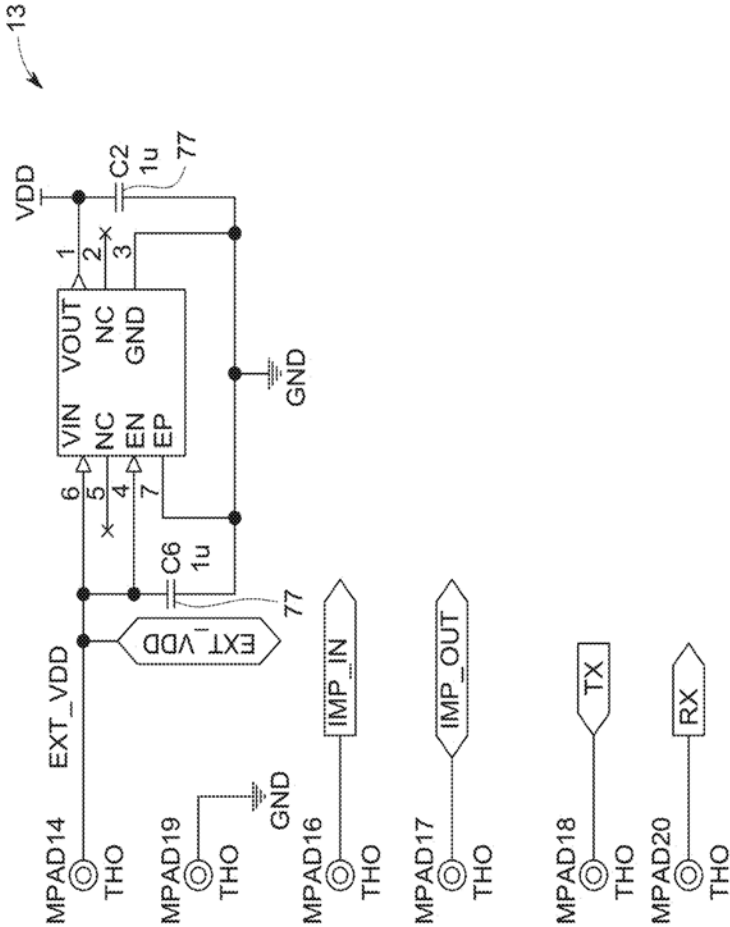 13
VDD
C2
1u
77
1
2
3
VOUT
NC
GND
VIN
NC
EN
EP
6
5
4
7
GND
C6
1u
77
EXT_VDD
EXT_VDD
MPAD14
THO
MPAD19
THO
GND
MPAD16
THO
IMP_IN
MPAD17
THO
IMP_OUT
MPAD18
THO
TX
MPAD20
THO
RX